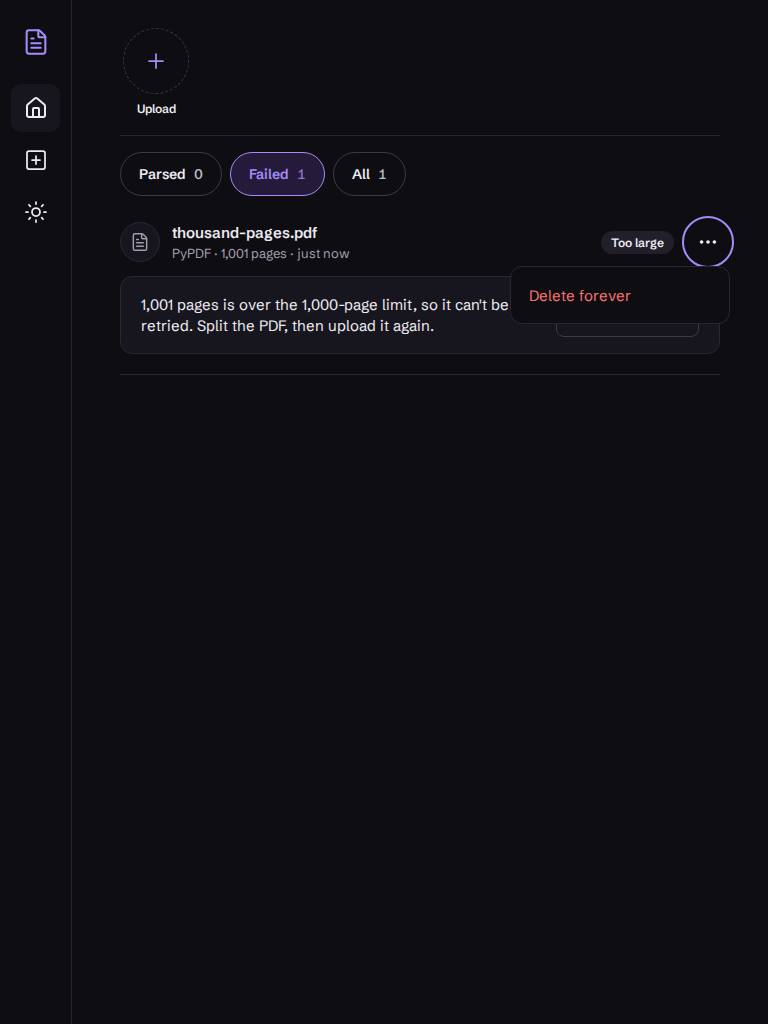 Upload
Parsed 0
Failed 1
All 1
thousand-pages.pdf
PyPDF · 1,001 pages · just now
Too large
Delete forever
1,001 pages is over the 1,000-page limit, so it can't be
retried. Split the PDF, then upload it again.